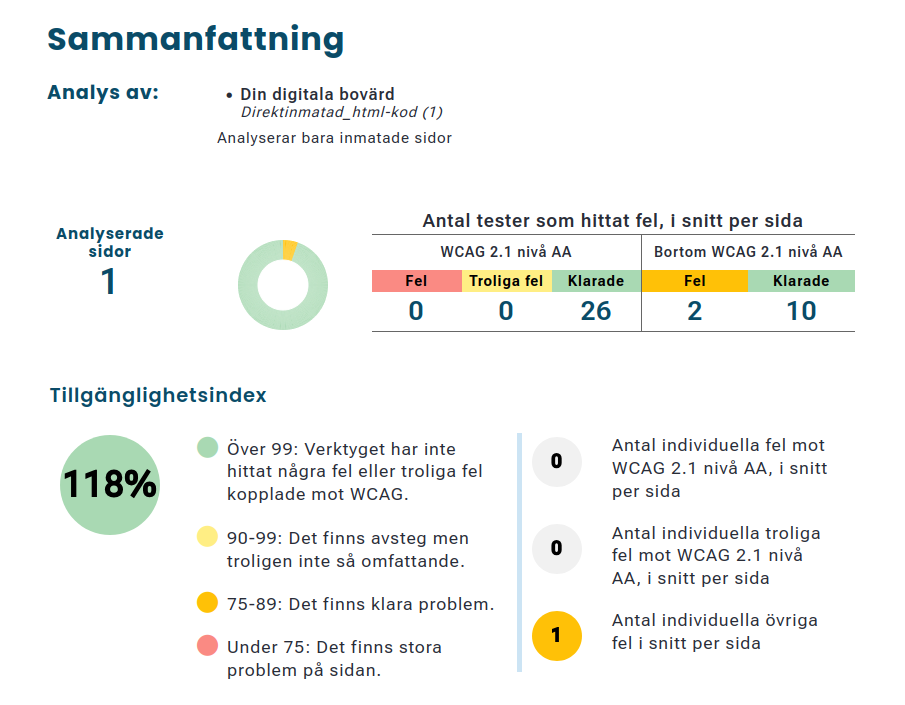 Sammanfattning
Analys av:
• Din digitala bovärd
Direktinmatad_html-kod (1)
Analyserar bara inmatade sidor
Analyserade
sidor
1
Antal tester som hittat fel, i snitt per sida
WCAG 2.1 nivå AA
Bortom WCAG 2.1 nivå AA
Fel
Troliga fel
Klarade
Fel
Klarade
0
0
26
2
10
Tillgänglighetsindex
118%
Över 99: Verktyget har inte
hittat några fel eller troliga fel
kopplade mot WCAG.
90-99: Det finns avsteg men
troligen inte så omfattande.
75-89: Det finns klara problem.
Under 75: Det finns stora
problem på sidan.
0
Antal individuella fel mot
WCAG 2.1 nivå AA, i snitt
per sida
0
Antal individuella troliga
fel mot WCAG 2.1 nivå
AA, i snitt per sida
1
Antal individuella övriga
fel i snitt per sida